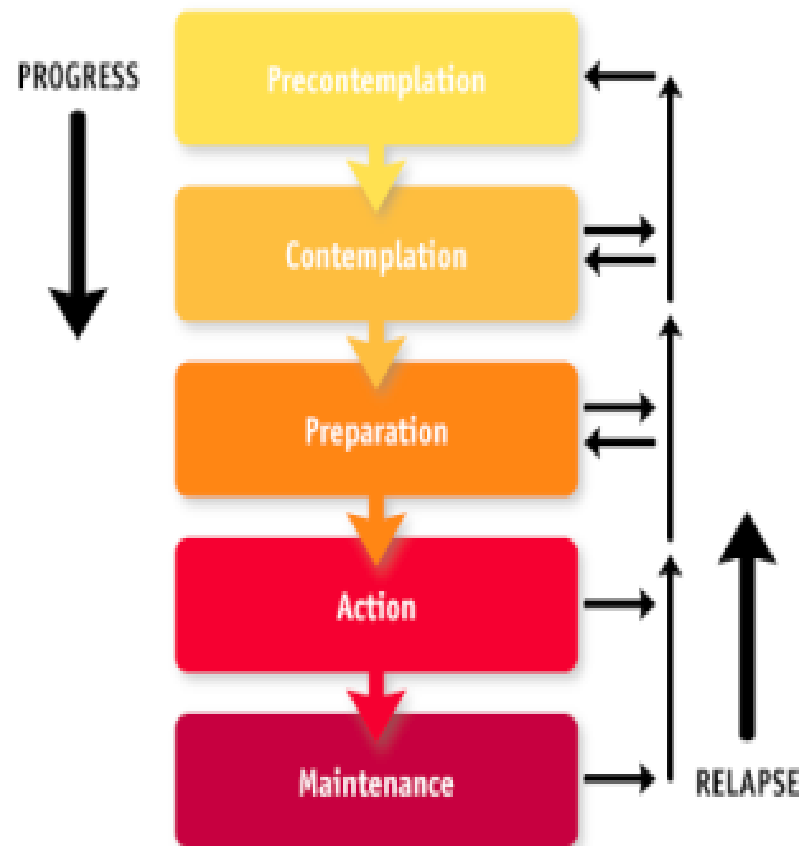 PROGRESS
Precontemplation
Contemplation
Preparation
Action
Maintenance
RELAPSE